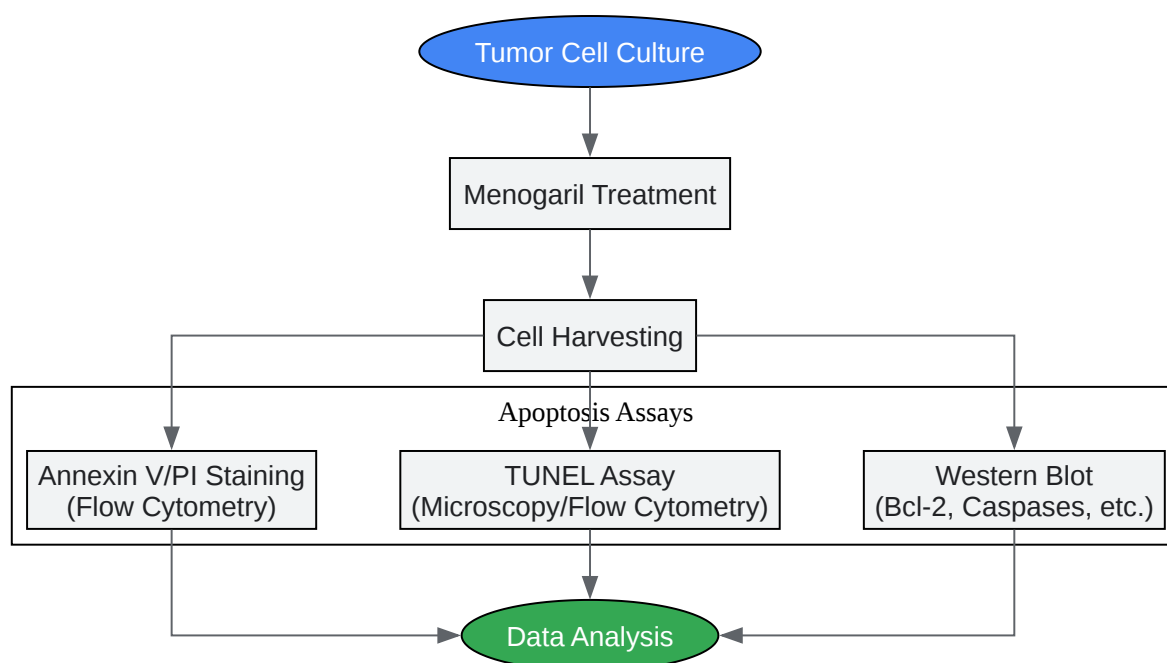 Tumor Cell Culture
Menogaril Treatment
Cell Harvesting
Apoptosis Assays
Annexin V/PI Staining
(Flow Cytometry)
TUNEL Assay
(Microscopy/Flow Cytometry)
Western Blot
(Bcl-2, Caspases, etc.)
Data Analysis